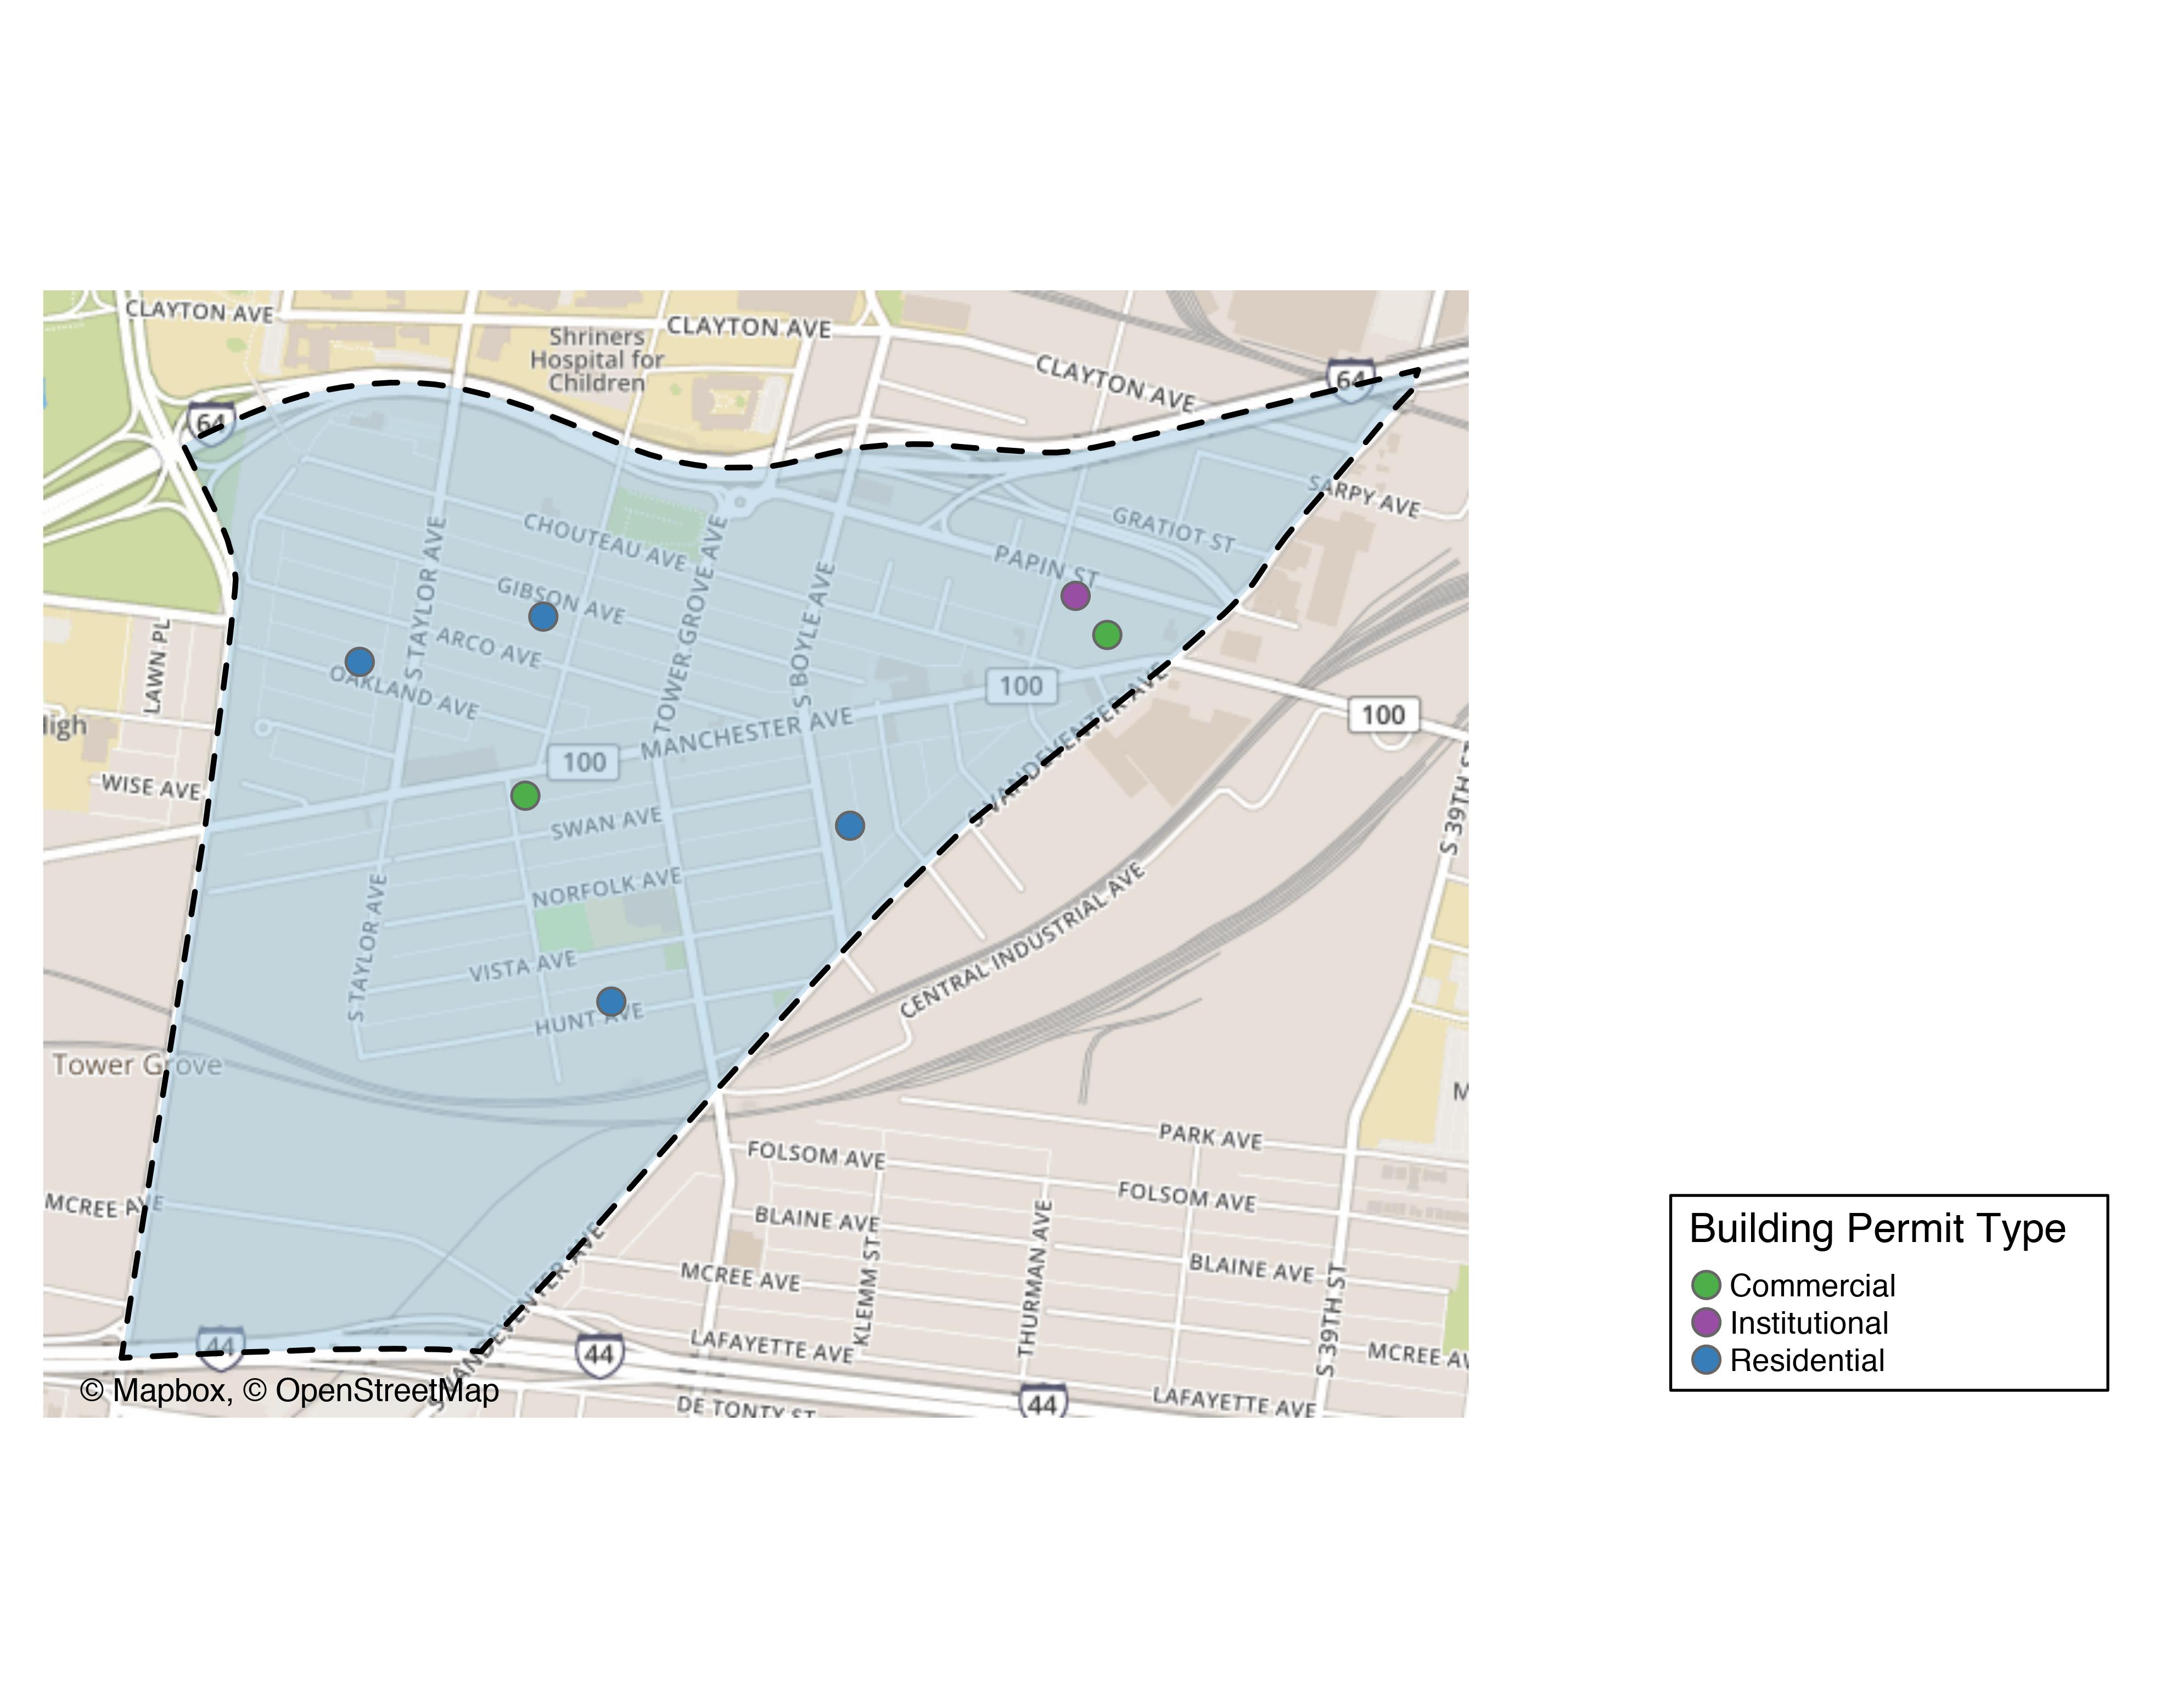 CLAYTON AVE
CLAYTON AVE
Shriners
Hospital for
Children
CLAYTON AVE
64
64
SARPY AVE
GRATIOT ST
CHOUTEAU AVE
PAPIN ST
GIBSON AVE
S TAYLOR AVE
TOWER GROVE AVE
S BOYLE AVE
ARCO AVE
OAKLAND AVE
LAWN PL
High
100
100
S VANDEVENTER AVE
MANCHESTER AVE
100
WISE AVE
SWAN AVE
S 39TH ST
NORFOLK AVE
S TAYLOR AVE
VISTA AVE
CENTRAL INDUSTRIAL AVE
HUNT AVE
Tower Grove
M
PARK AVE
FOLSOM AVE
FOLSOM AVE
MCREE AVE
BLAINE AVE
BLAINE AVE
MCREE AVE
KLEMM ST
THURMAN AVE
S 39TH ST
S VANDEVENTER AVE
44
44
LAFAYETTE AVE
MCREE AV
44
LAFAYETTE AVE
DE TONTY ST
© Mapbox, © OpenStreetMap
Building Permit Type
Commercial
Institutional
Residential